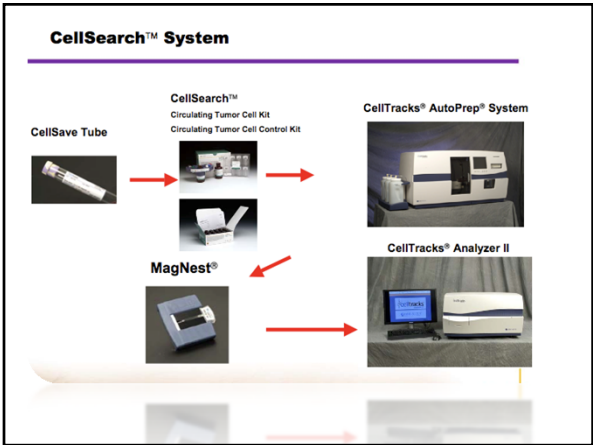 CellSearch™ System
CellSave Tube
CellSearch™
Circulating Tumor Cell Kit
Circulating Tumor Cell Control Kit
CellTracks® AutoPrep® System
MagNest®
CellTracks® Analyzer II